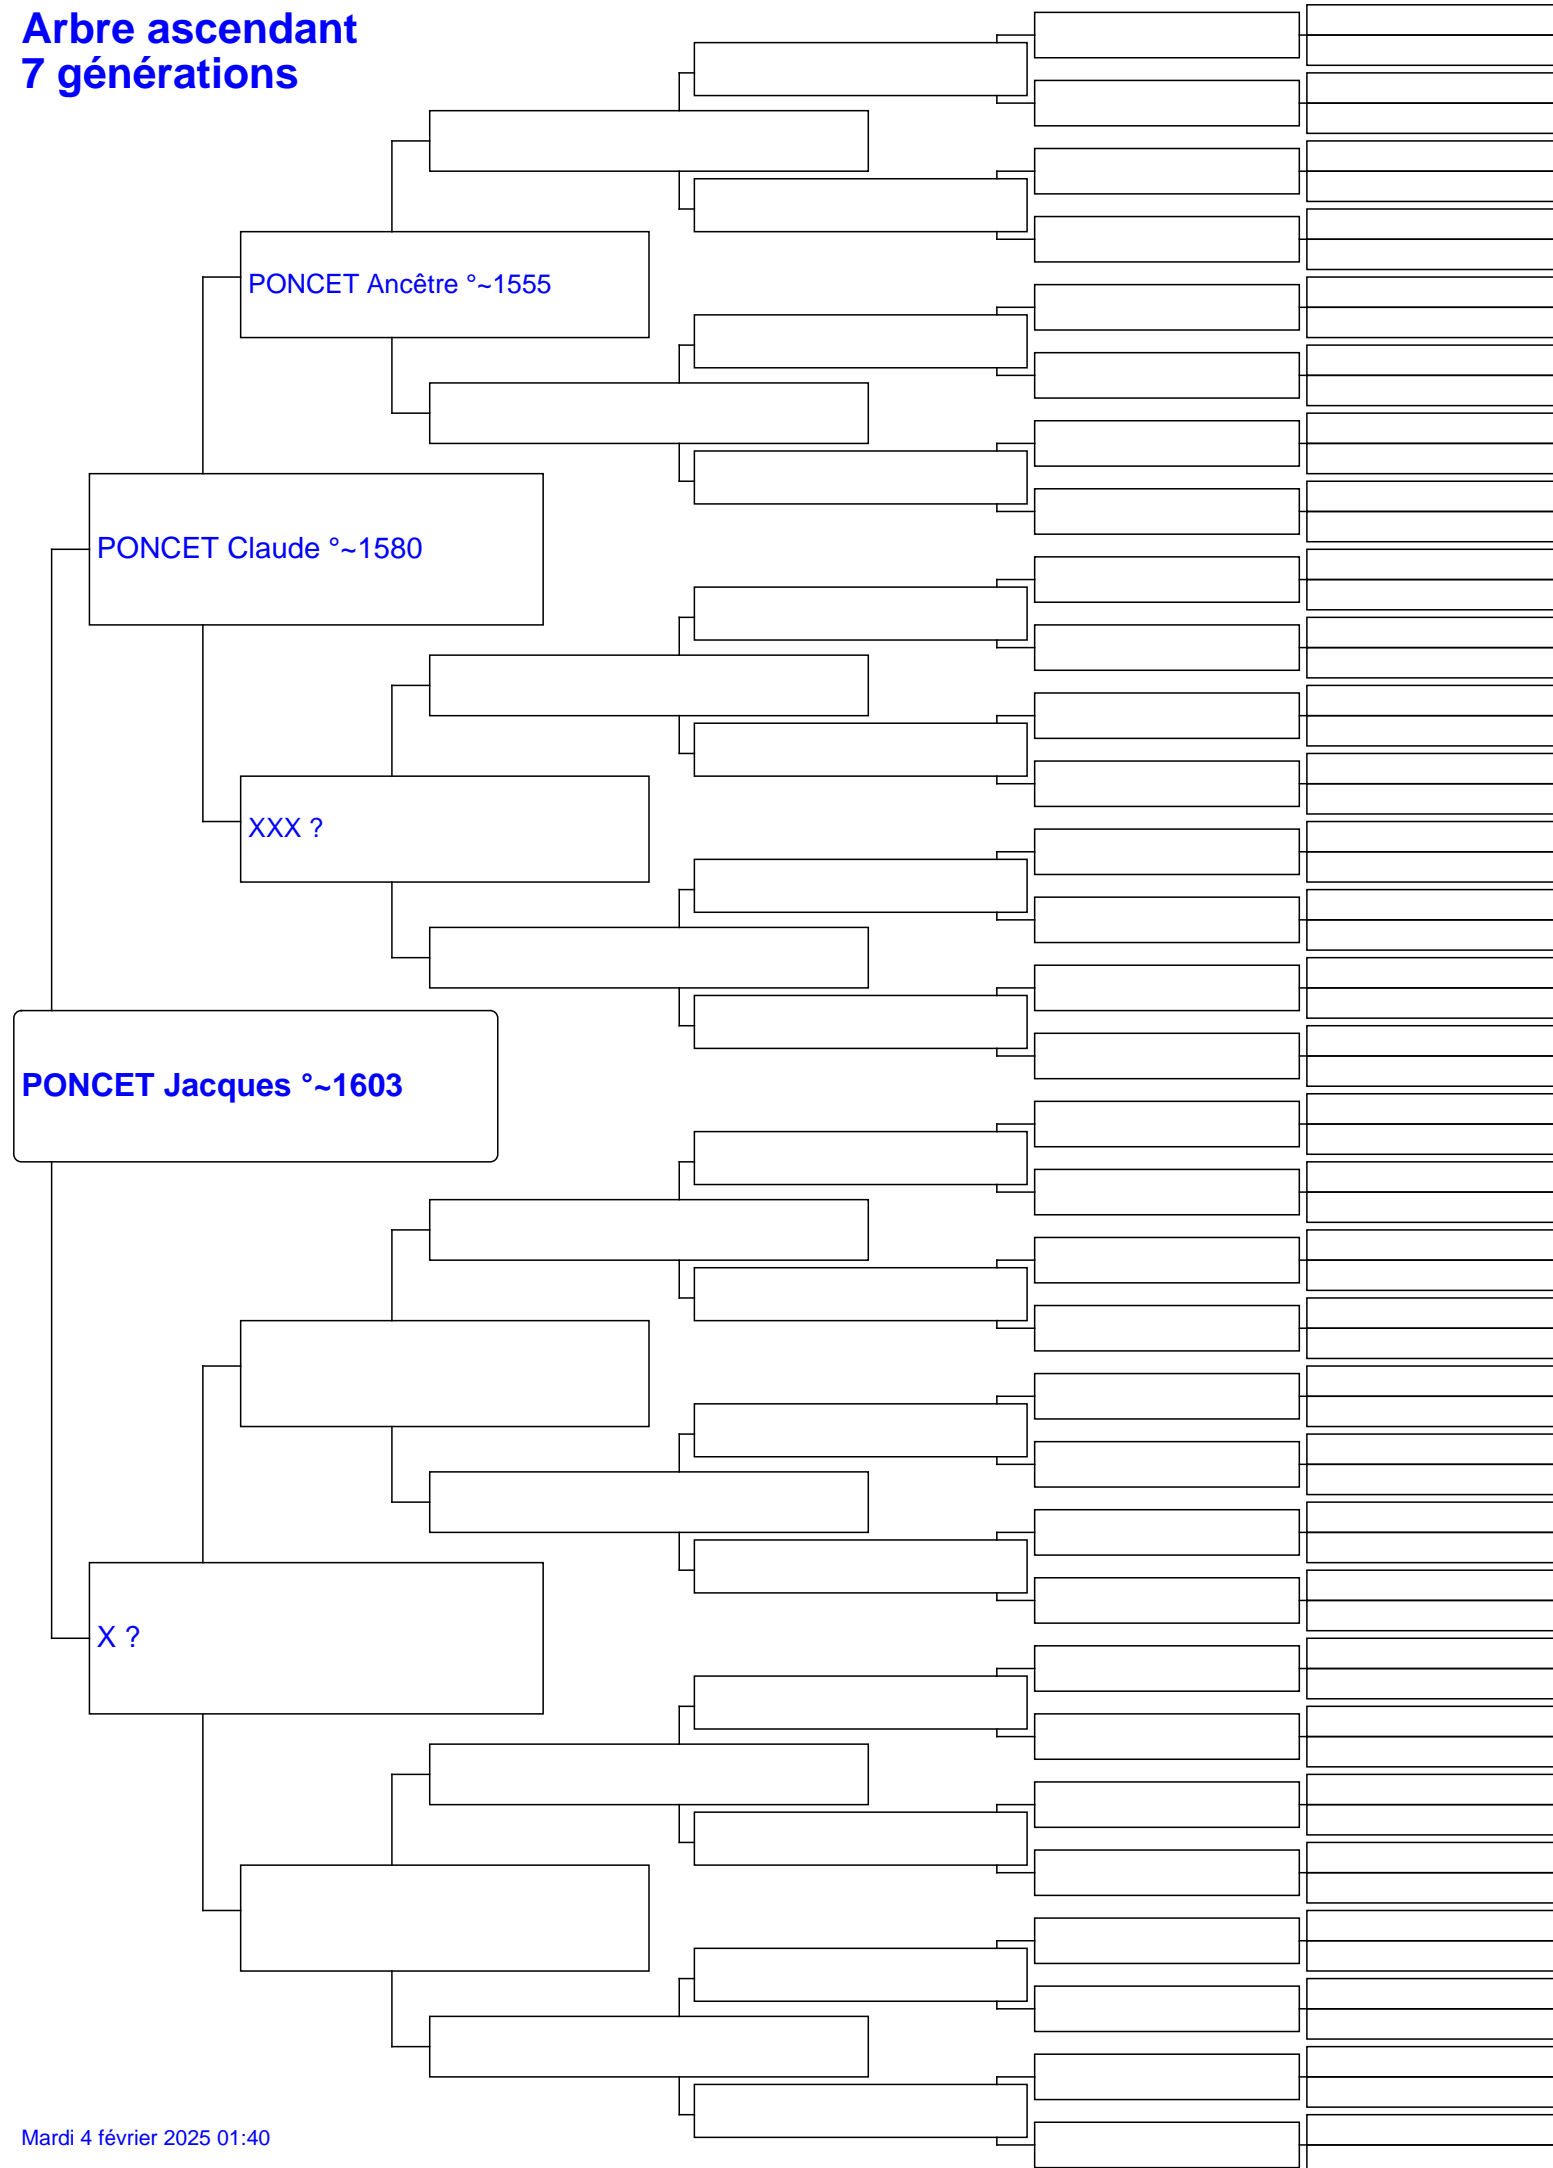 Arbre ascendant
7 générations
PONCET Ancêtre °~1555
PONCET Claude °~1580
XXX ?
PONCET Jacques °~1603
X ?
Mardi 4 février 2025 01:40